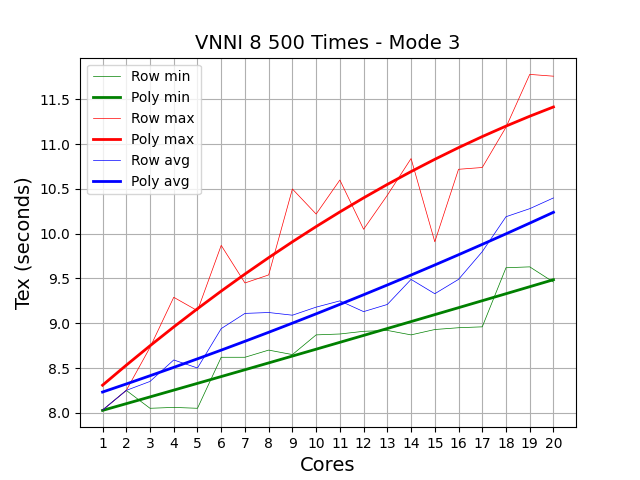 VNNI 8 500 Times - Mode 3
Row min
Poly min
Row max
Poly max
Row avg
Poly avg
Tex (seconds)
11.5
11.0
10.5
10.0
9.5
9.0
8.5
8.0
1 2 3 4 5 6 7 8 9 10 11 12 13 14 15 16 17 18 19 20
Cores